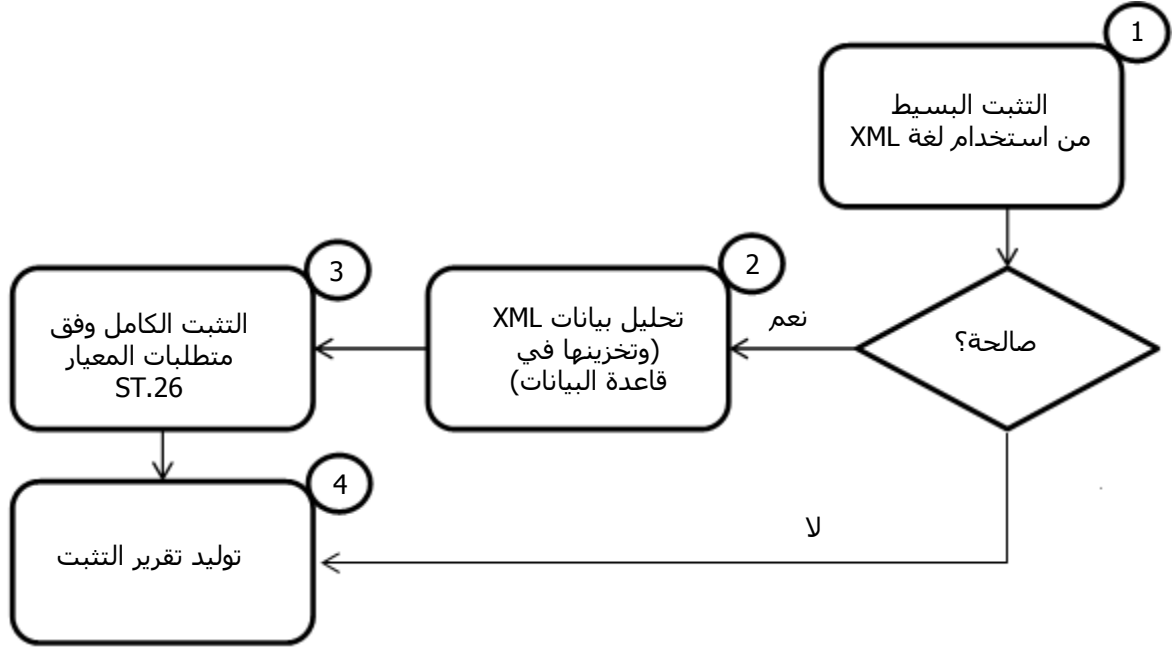 1
التثبت البسيط
من استخدام لغة XML
صالحة؟
نعم
2
تحليل بيانات XML
(وتخزينها في
قاعدة البيانات)
3
التثبت الكامل وفق
متطلبات المعيار
ST.26
لا
4
توليد تقرير التثبت